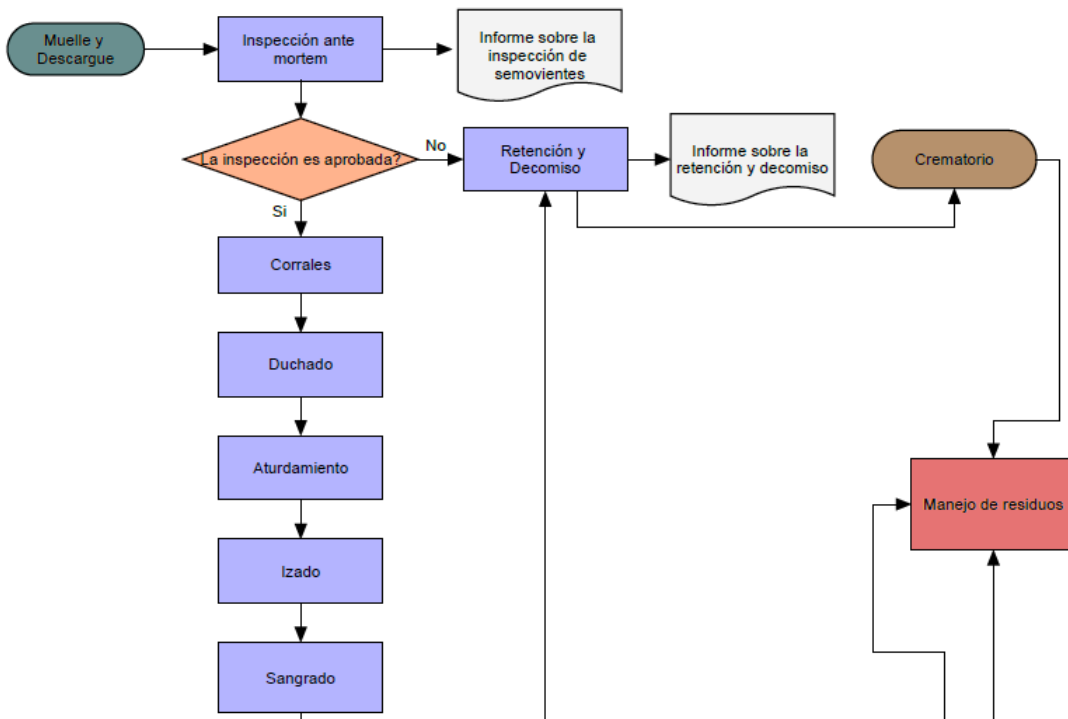 Muelle y
Descargue
Inspección ante
mortem
Informe sobre la
inspección de
semovientes
La inspección es aprobada?
No
Retención y
Decomiso
Informe sobre la
retención y decomiso
Crematorio
Si
Corrales
Duchado
Aturdamiento
Manejo de residuos
Izado
Sangrado